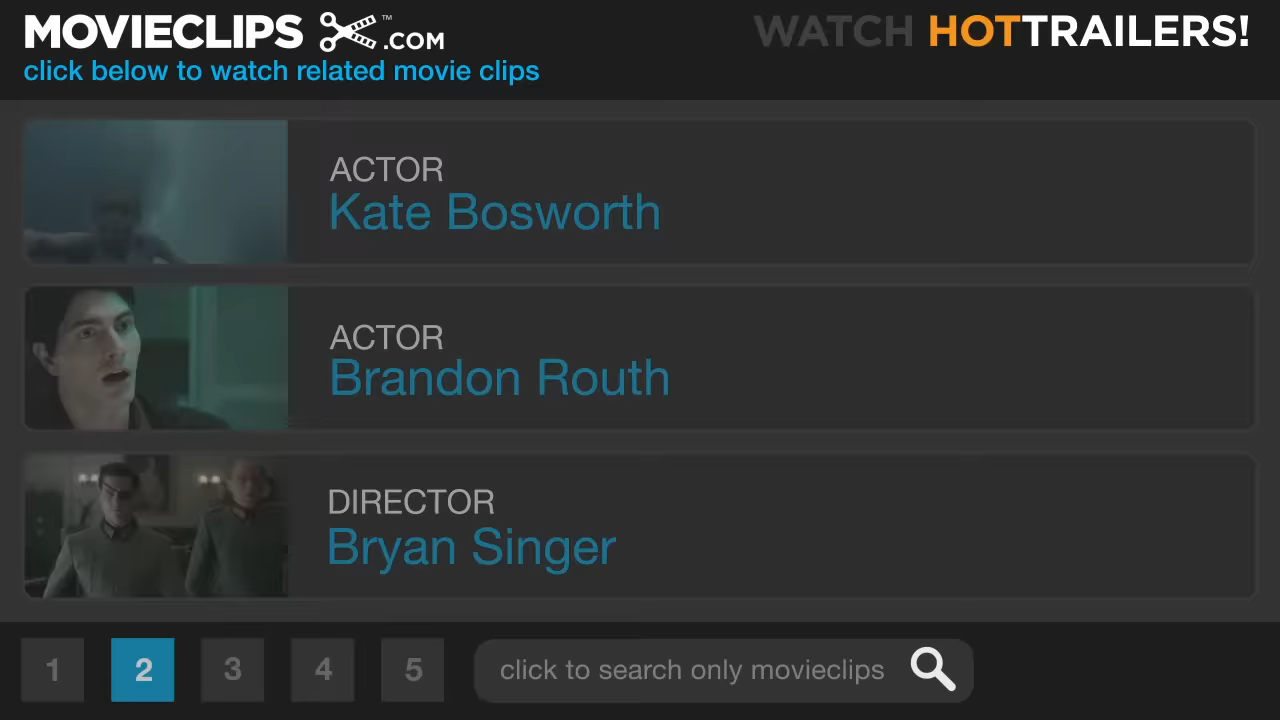 MOVIECLIPS ™ .COM
WATCH HOTTRAILERS!
click below to watch related movie clips
ACTOR
Kate Bosworth
ACTOR
Brandon Routh
DIRECTOR
Bryan Singer
1 2 3 4 5 click to search only movieclips